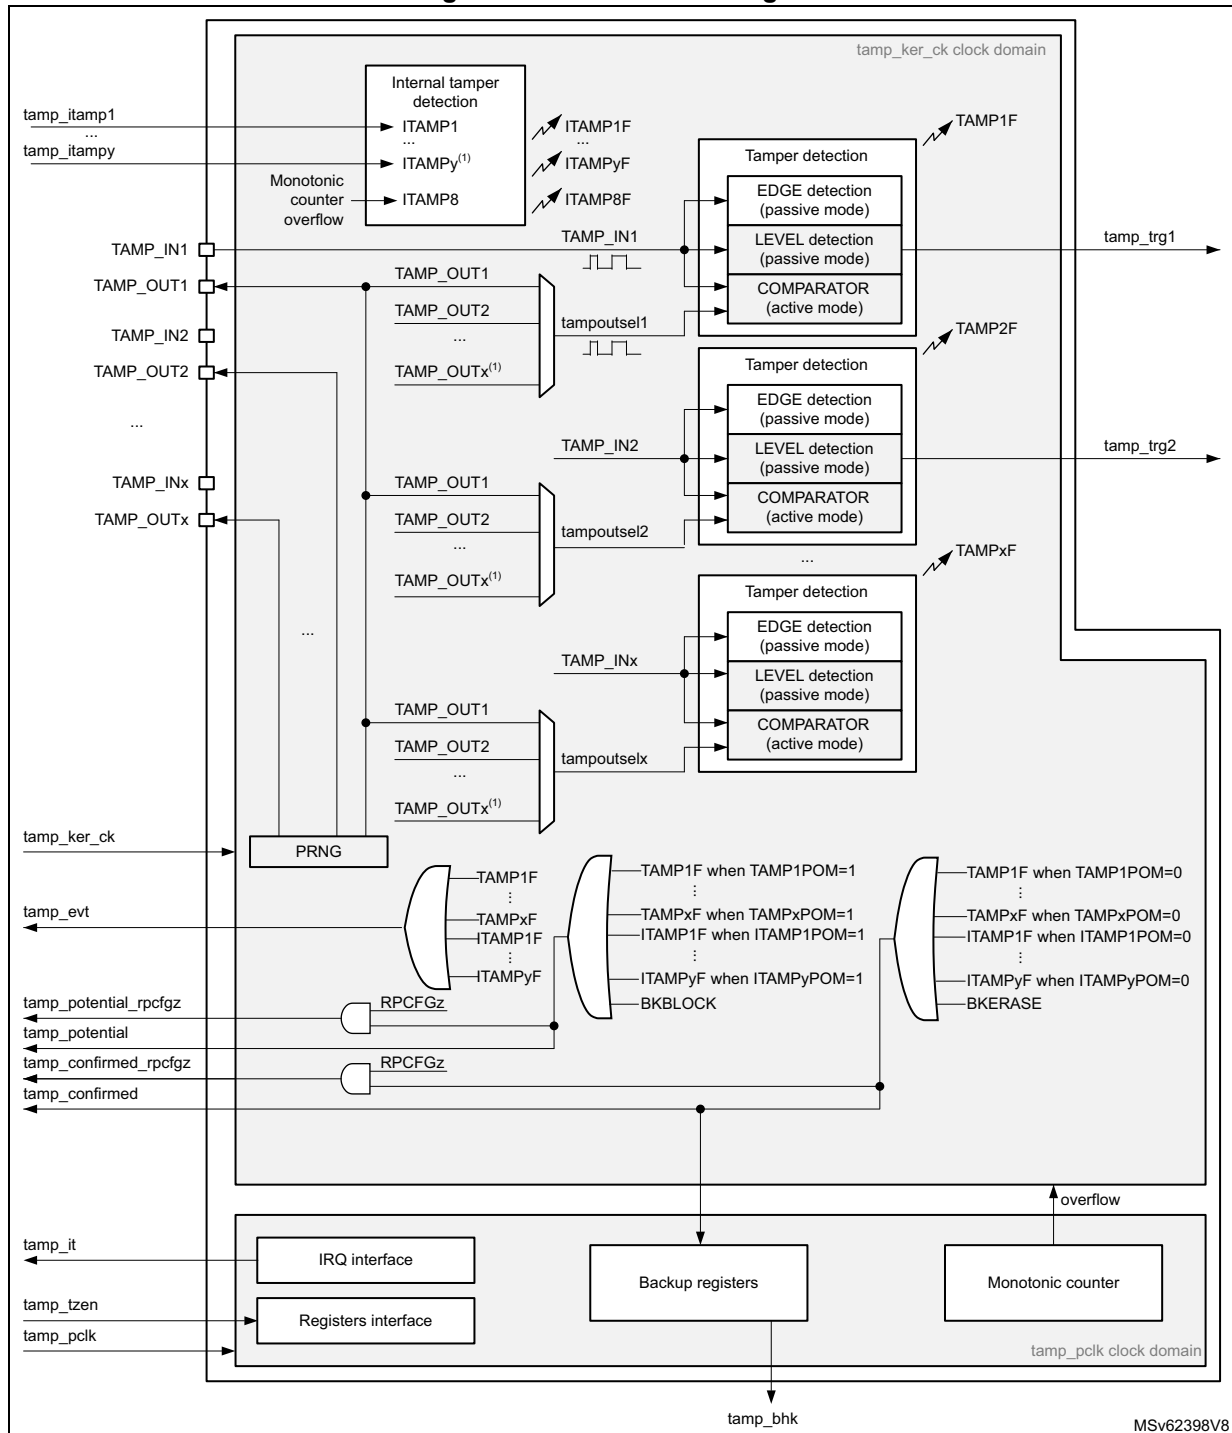 tamp_ker_ck clock domain
Internal tamper
detection
tamp_itamp1
...
tamp_itampy
ITAMP1
...
ITAMPy(1)
Monotonic
counter
overflow
ITAMP8
ITAMP1F
...
ITAMPyF
ITAMP8F
TAMP1F
Tamper detection
EDGE detection
(passive mode)
LEVEL detection
(passive mode)
COMPARATOR
(active mode)
TAMP_IN1
TAMP_OUT1
TAMP_IN2
TAMP_OUT2
...
TAMP_INx
TAMP_OUTx
TAMP_IN1
TAMP_OUT1
TAMP_OUT2
...
TAMP_OUTx(1)
tampoutsel1
tamp_trg1
TAMP2F
Tamper detection
EDGE detection
(passive mode)
LEVEL detection
(passive mode)
COMPARATOR
(active mode)
TAMP_IN2
TAMP_OUT1
TAMP_OUT2
...
TAMP_OUTx(1)
tampoutsel2
tamp_trg2
...
TAMPxF
Tamper detection
EDGE detection
(passive mode)
LEVEL detection
(passive mode)
COMPARATOR
(active mode)
...
TAMP_INx
TAMP_OUT1
TAMP_OUT2
...
TAMP_OUTx(1)
tampoutselx
tamp_ker_ck
PRNG
tamp_evt
TAMP1F
⋮
TAMPxF
ITAMP1F
⋮
ITAMPyF
TAMP1F when TAMP1POM=1
⋮
TAMPxF when TAMPxPOM=1
ITAMP1F when ITAMP1POM=1
⋮
ITAMPyF when ITAMPyPOM=1
BKBLOCK
TAMP1F when TAMP1POM=0
⋮
TAMPxF when TAMPxPOM=0
ITAMP1F when ITAMP1POM=0
⋮
ITAMPyF when ITAMPyPOM=0
BKERASE
tamp_potential_rpcfgz
RPCFGz
tamp_potential
tamp_confirmed_rpcfgz
RPCFGz
tamp_confirmed
overflow
tamp_it
IRQ interface
tamp_tzen
Registers interface
tamp_pclk
Backup registers
Monotonic counter
tamp_pclk clock domain
tamp_bhk
MSv62398V8